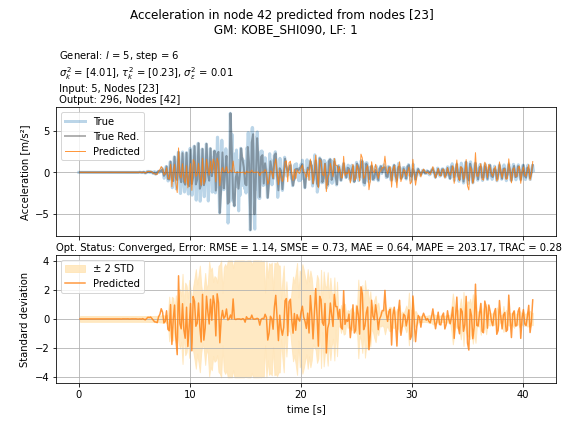 Acceleration in node 42 predicted from nodes [23]
GM: KOBE_SHI090, LF: 1
General: l = 5, step = 6
σ²ₖ = [4.01], τ²ₖ = [0.23], σ²ε = 0.01
Input: 5, Nodes [23]
Output: 296, Nodes [42]
True
True Red.
Predicted
Acceleration [m/s²]
5
0
−5
Opt. Status: Converged, Error: RMSE = 1.14, SMSE = 0.73, MAE = 0.64, MAPE = 203.17, TRAC = 0.28
± 2 STD
Predicted
Standard deviation
4
2
0
−2
−4
0 10 20 30 40
time [s]